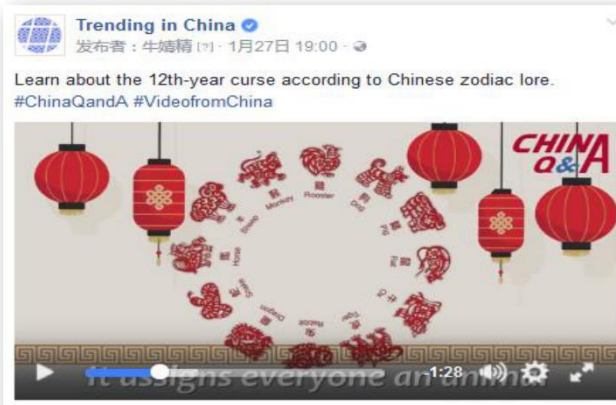 Trending in China
发布者：牛婧精 [?] · 1月27日 19:00 ·
Learn about the 12th-year curse according to Chinese zodiac lore.
#ChinaQandA #VideofromChina
CHINA
Q&A
Rooster
Dog
Pig
Rat
Ox
Tiger
Rabbit
Dragon
Snake
Horse
Sheep
Monkey
It assigns everyone an animal
-1:28